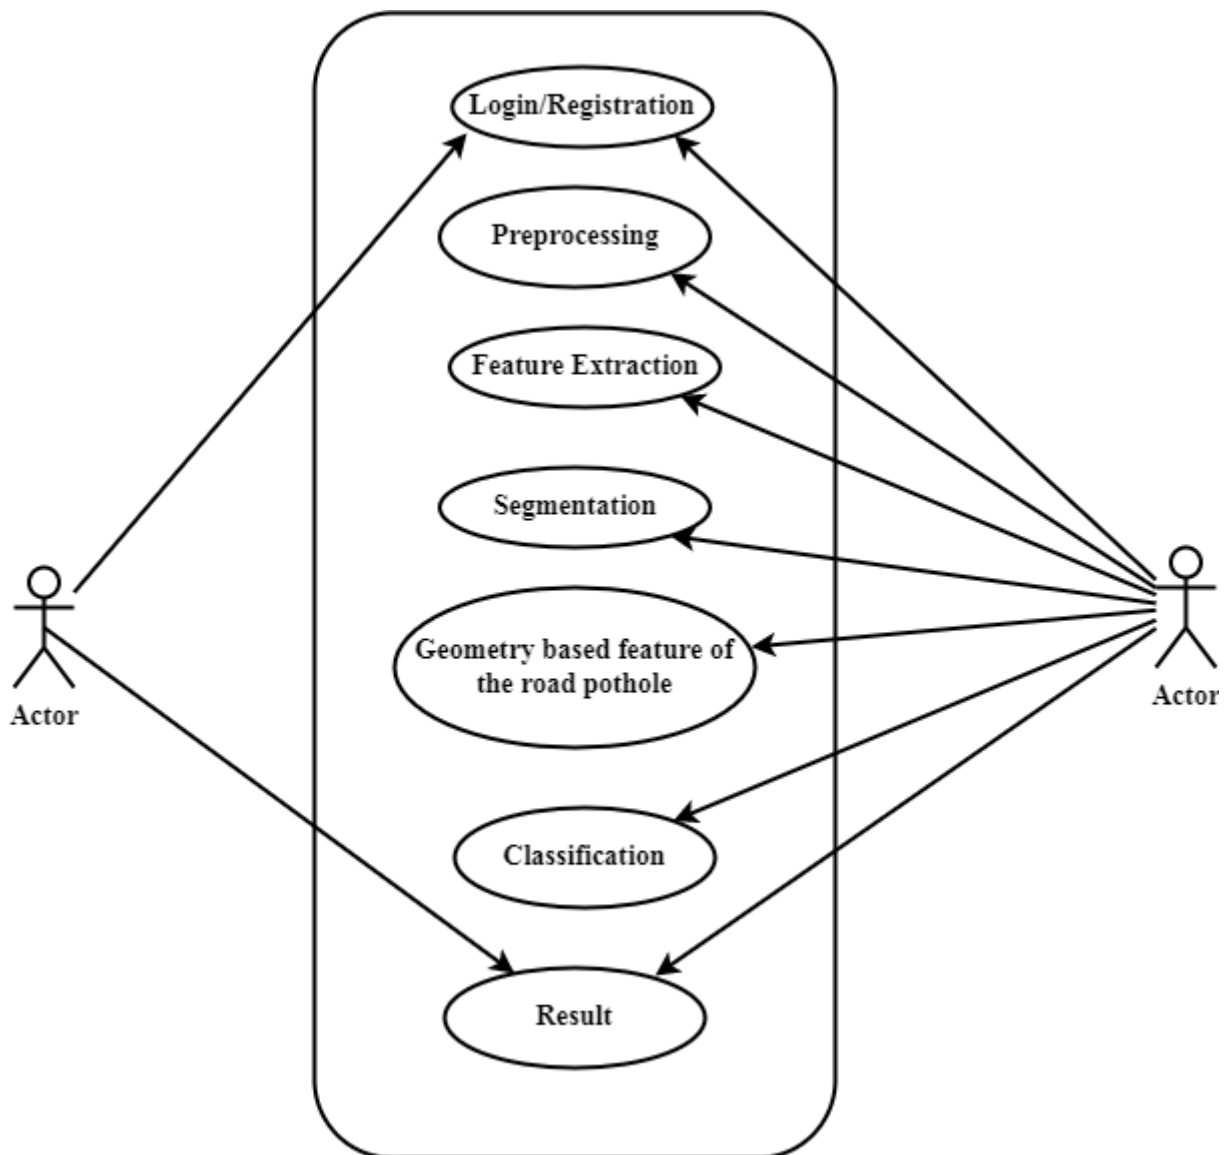 Login/Registration
Preprocessing
Feature Extraction
Segmentation
Geometry based feature of
the road pothole
Actor
Actor
Classification
Result